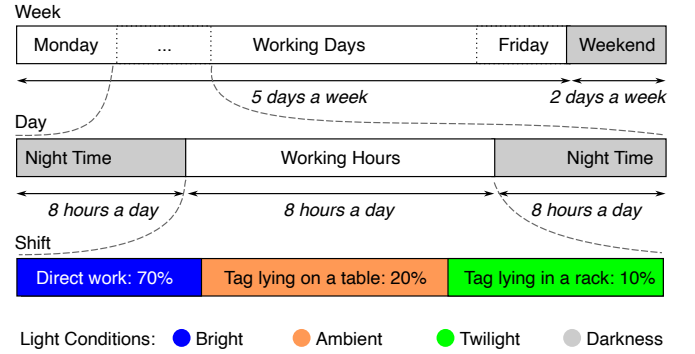 Week
Monday ... Working Days Friday Weekend
5 days a week 2 days a week
Day
Night Time Working Hours Night Time
8 hours a day 8 hours a day 8 hours a day
Shift
Direct work: 70% Tag lying on a table: 20% Tag lying in a rack: 10%
Light Conditions: Bright Ambient Twilight Darkness